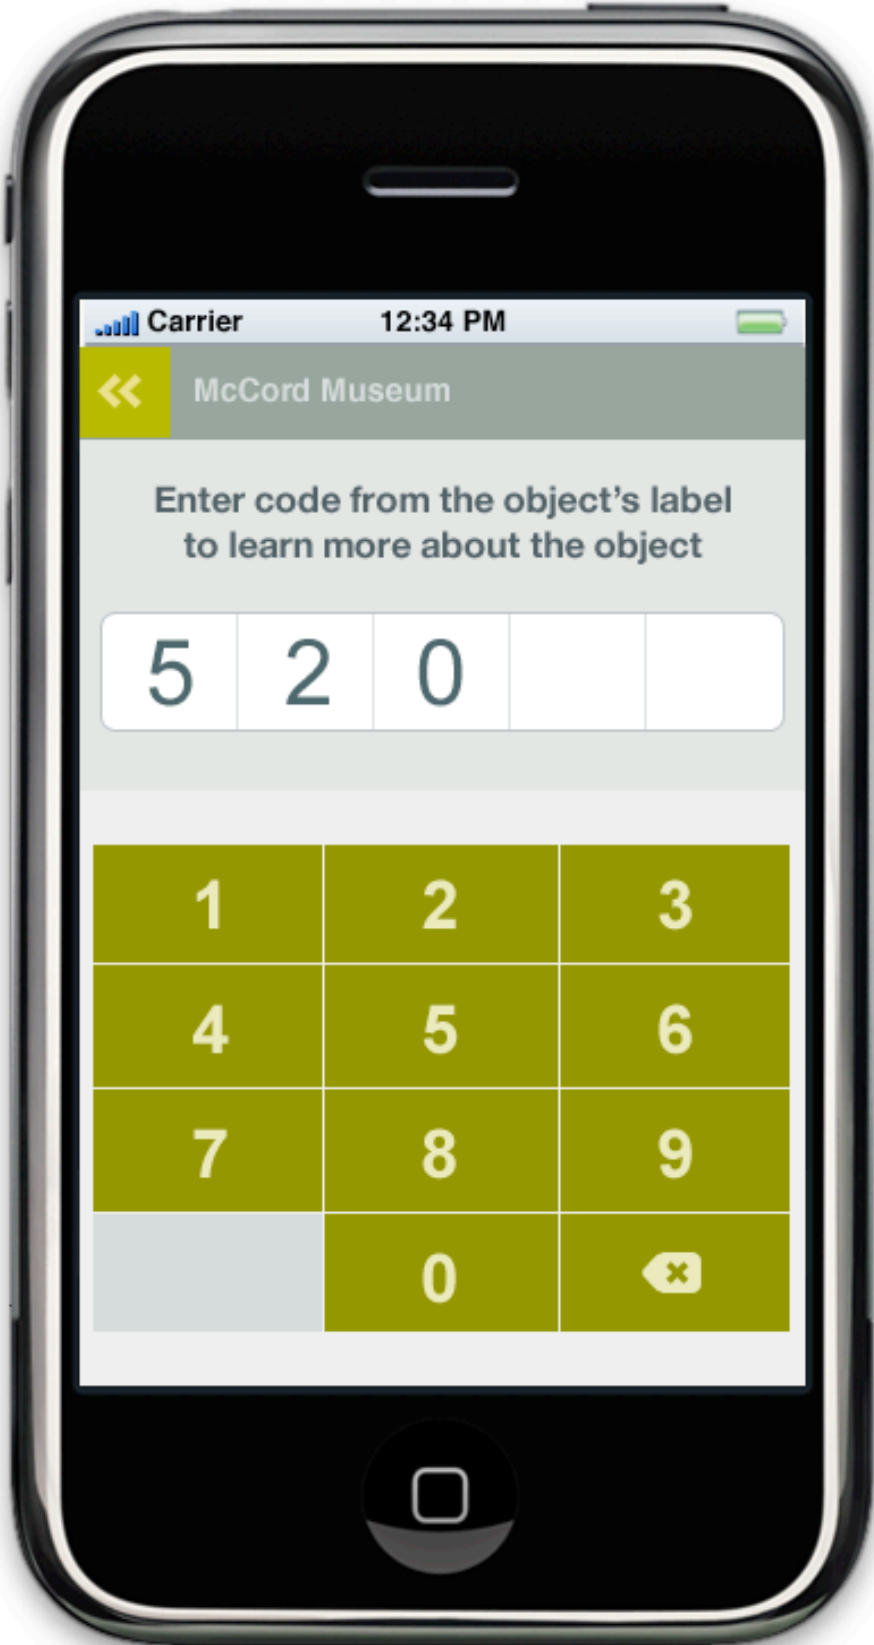 Carrier 12:34 PM
McCord Museum
Enter code from the object’s label
to learn more about the object
5 2 0
1 2 3
4 5 6
7 8 9
0